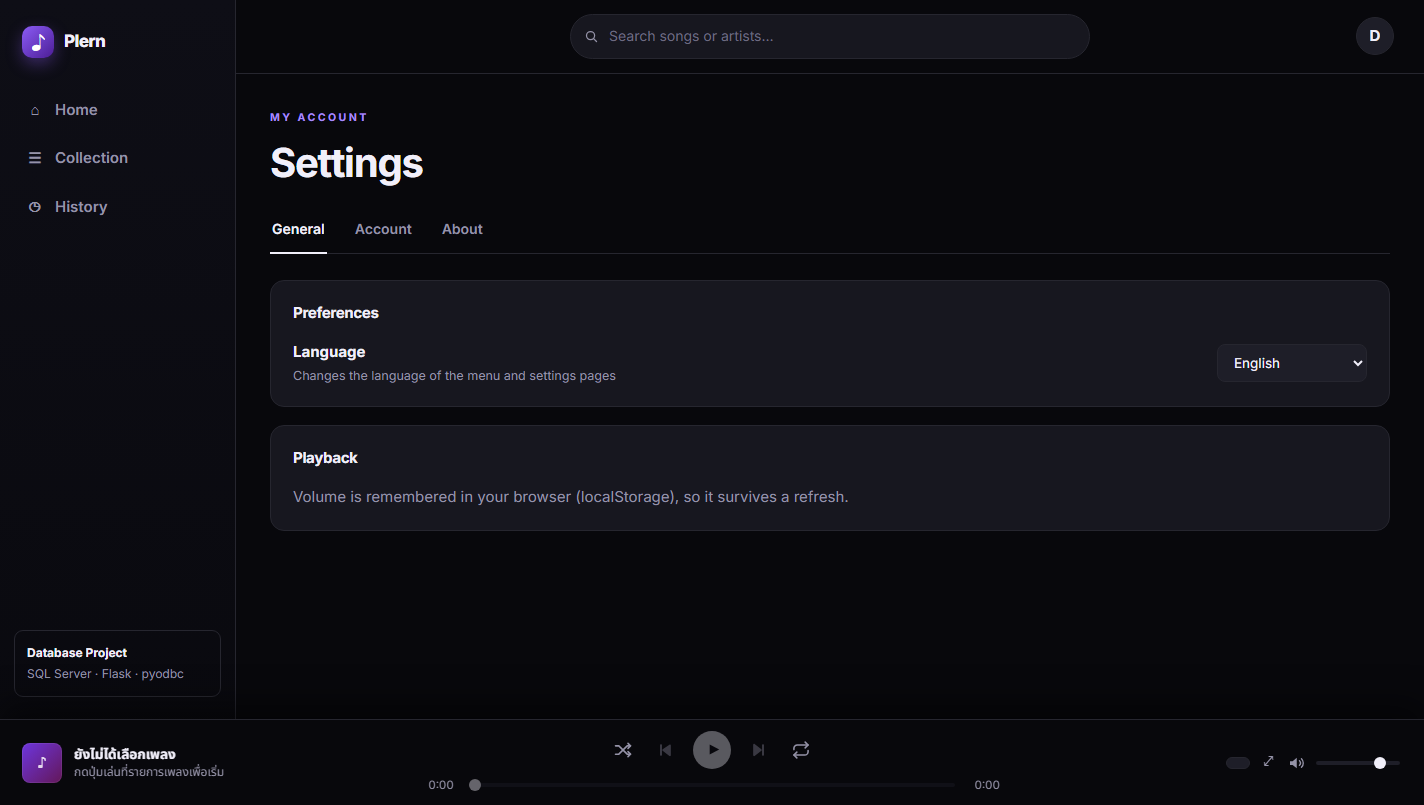 Plern
Search songs or artists...
D
Home
Collection
History
MY ACCOUNT
Settings
General
Account
About
Preferences
Language
Changes the language of the menu and settings pages
English
Playback
Volume is remembered in your browser (localStorage), so it survives a refresh.
Database Project
SQL Server · Flask · pyodbc
ยังไม่ได้เลือกเพลง
กดปุ่มเล่นที่รายการเพลงเพื่อเริ่ม
0:00
0:00